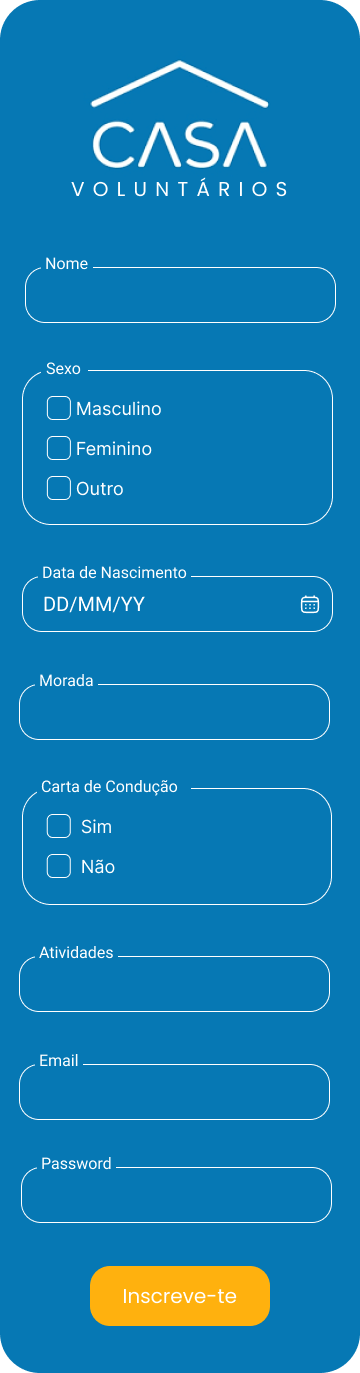 CASA
VOLUNTÁRIOS
Nome
Sexo
Masculino
Feminino
Outro
Data de Nascimento
DD/MM/YY
Morada
Carta de Condução
Sim
Não
Atividades
Email
Password
Inscreve-te